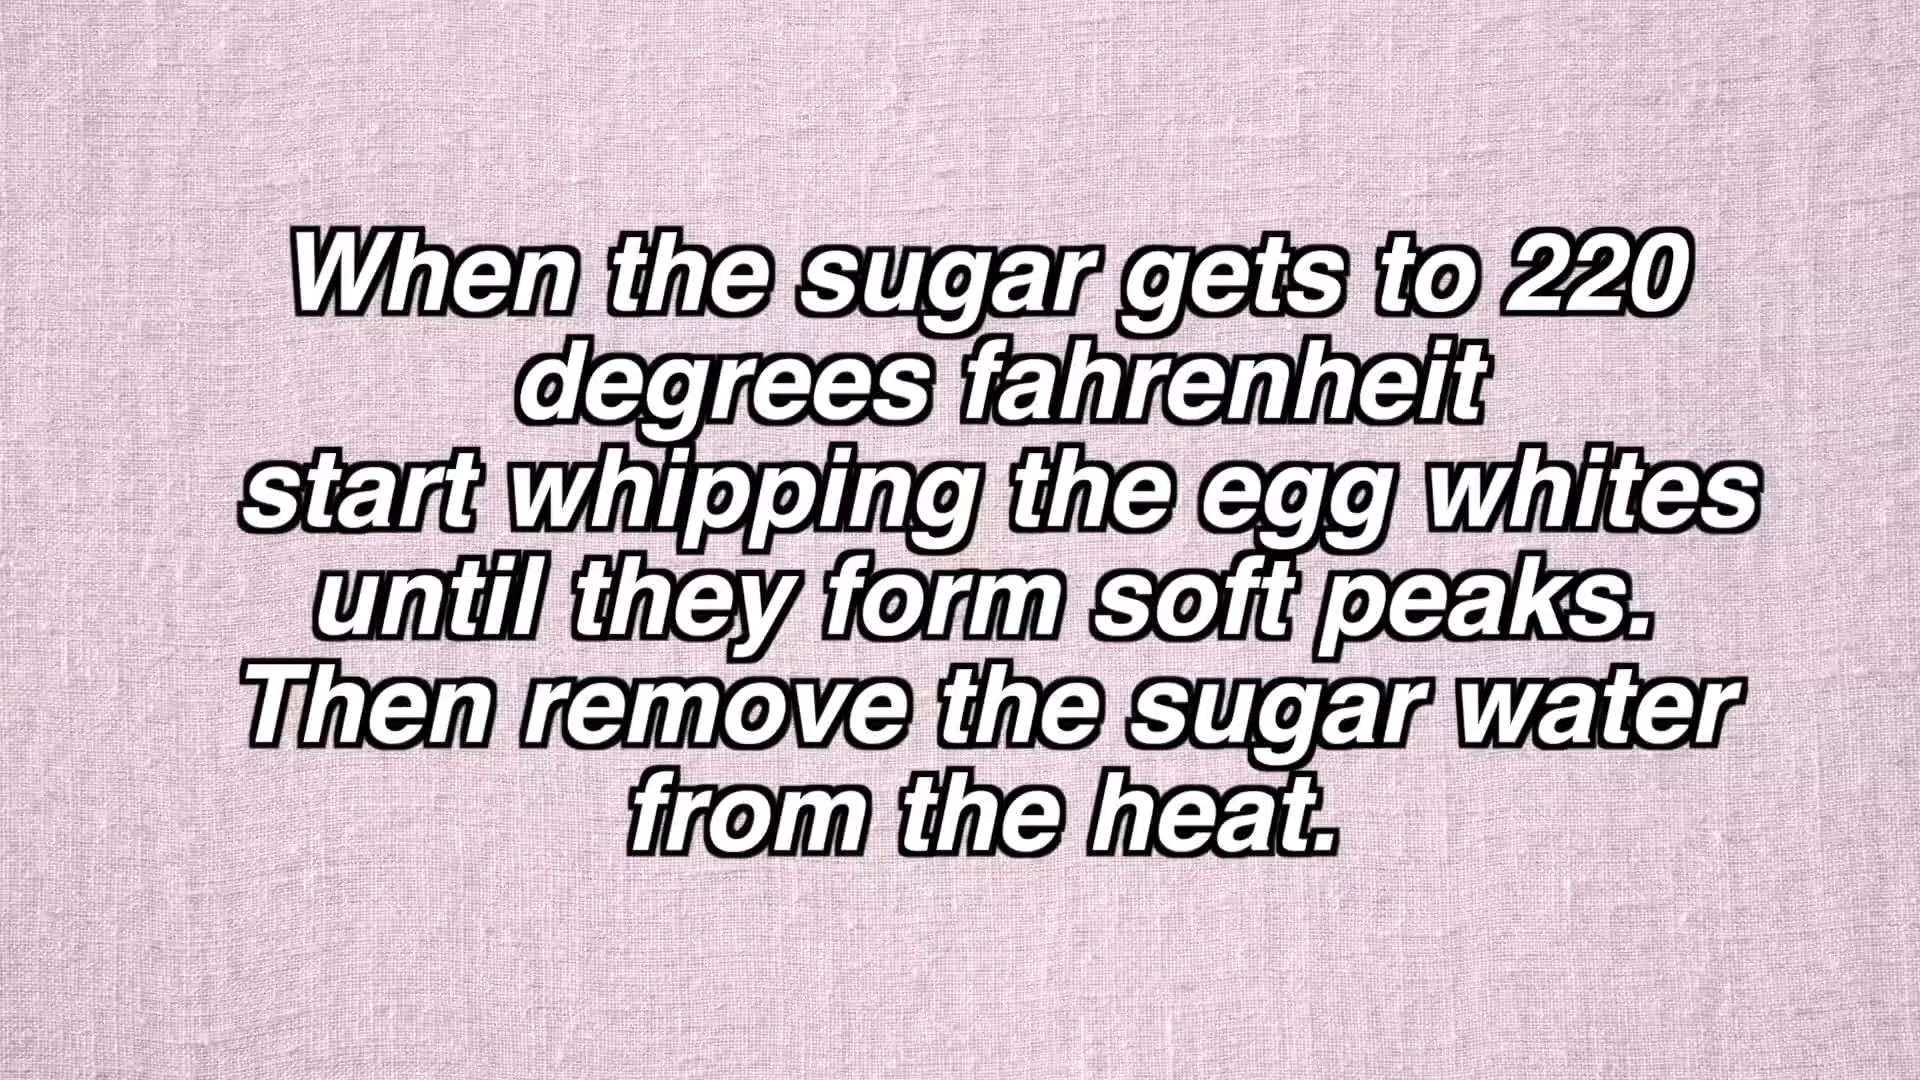 When the sugar gets to 220
degrees fahrenheit
start whipping the egg whites
until they form soft peaks.
Then remove the sugar water
from the heat.